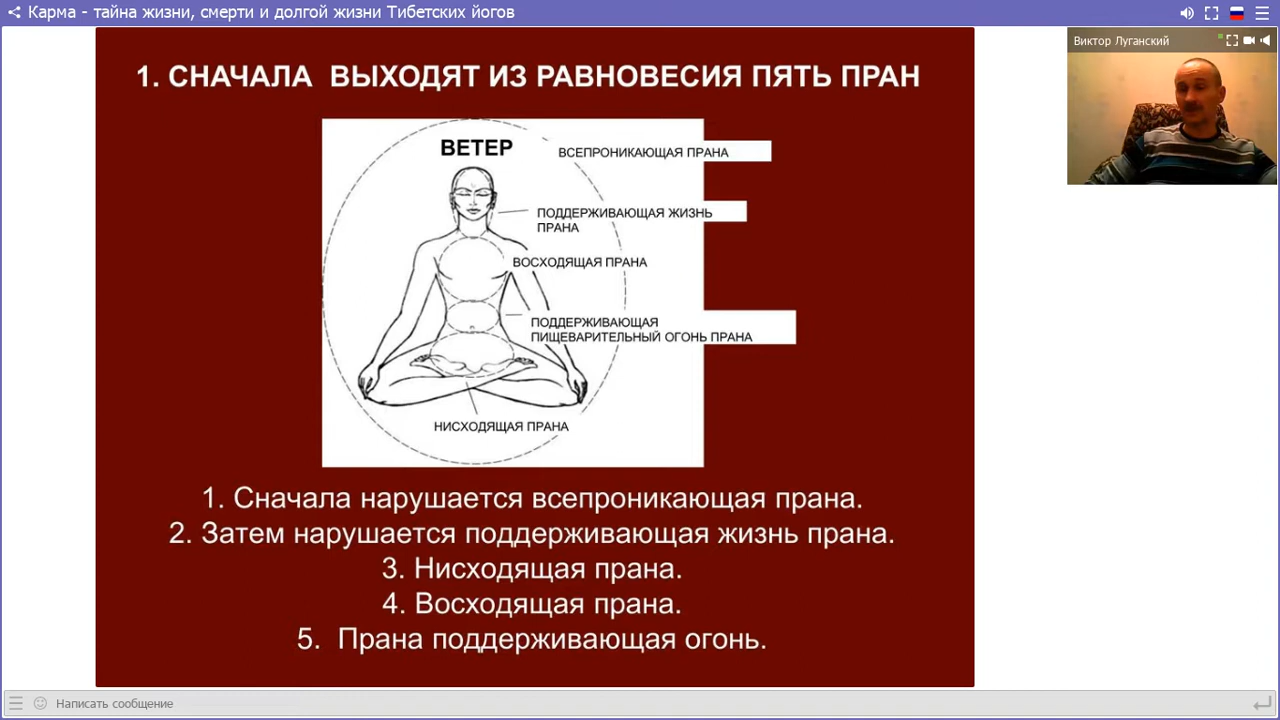 Карма - тайна жизни, смерти и долгой жизни Тибетских йогов
Виктор Луганский
1. СНАЧАЛА ВЫХОДЯТ ИЗ РАВНОВЕСИЯ ПЯТЬ ПРАН
ВЕТЕР
ВСЕПРОНИКАЮЩАЯ ПРАНА
ПОДДЕРЖИВАЮЩАЯ ЖИЗНЬ
ПРАНА
ВОСХОДЯЩАЯ ПРАНА
ПОДДЕРЖИВАЮЩАЯ
ПИЩЕВАРИТЕЛЬНЫЙ ОГОНЬ ПРАНА
НИСХОДЯЩАЯ ПРАНА
1. Сначала нарушается всепроникающая прана.
2. Затем нарушается поддерживающая жизнь прана.
3. Нисходящая прана.
4. Восходящая прана.
5. Прана поддерживающая огонь.
Написать сообщение